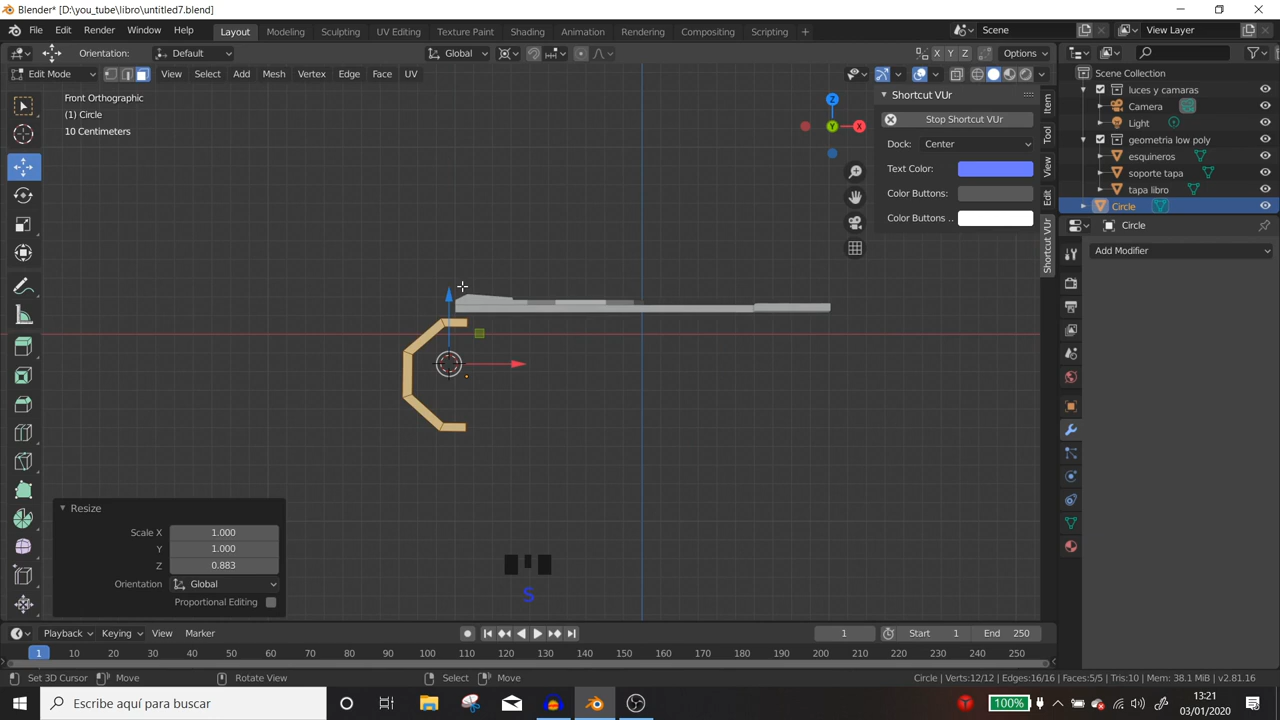 Blender* [D:\you_tube\libro\untitled7.blend]
File Edit Render Window Help Layout Modeling Sculpting UV Editing Texture Paint Shading Animation Rendering Compositing Scripting + Scene View Layer
Orientation: Default Global X Y Z Options
Edit Mode View Select Add Mesh Vertex Edge Face UV
Front Orthographic
(1) Circle
10 Centimeters
Shortcut VUr
Stop Shortcut VUr
Dock: Center
Text Color:
Color Buttons:
Color Buttons ..
Z
Y
X
Item
Tool
View
Edit
Shortcut VUr
Scene Collection
luces y camaras
Camera
Light
geometria low poly
esquineros
soporte tapa
tapa libro
Circle
Circle
Add Modifier
Resize
Scale X 1.000
Y 1.000
Z 0.883
Orientation Global
Proportional Editing
S
Playback Keying View Marker 1 Start 1 End 250
1 10 20 30 40 50 60 70 80 90 100 110 120 130 140 150 160 170 180 190 200 210 220 230 240 250
Set 3D Cursor Move Rotate View Select Move Circle | Verts:12/12 | Edges:16/16 | Faces:5/5 | Tris:10 | Mem: 38.1 MiB | v2.81.16
Escribe aquí para buscar 100% 13:21
03/01/2020